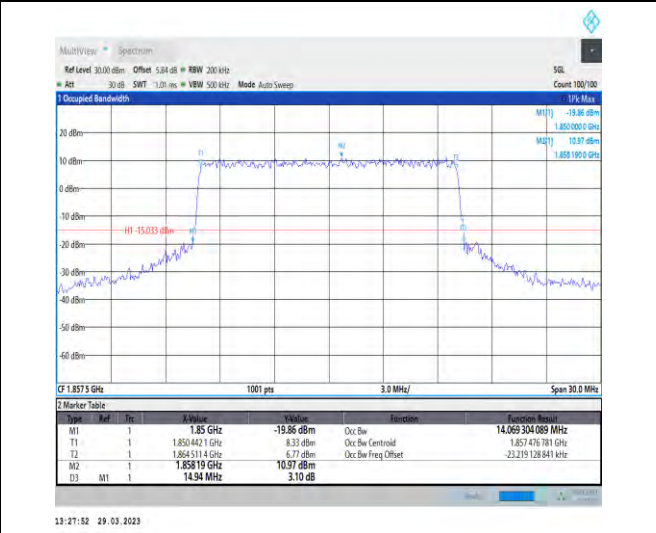 MultiView Spectrum
Ref Level 30.00 dBm Offset 5.84 dB RBW 200 kHz SGL
Att 30 dB SWT 1.01 ms VBW 500 kHz Mode Auto Sweep Count 100/100
1 Occupied Bandwidth 1Pk Max
M1[1] -19.86 dBm
1.850 000 0 GHz
M2[1] 10.97 dBm
1.858 190 0 GHz
20 dBm
M2
T1
10 dBm
0 dBm
-10 dBm
H1 -15.033 dBm
-20 dBm
-30 dBm
-40 dBm
-50 dBm
-60 dBm
CF 1.857 5 GHz 1001 pts 3.0 MHz/ Span 30.0 MHz
2 Marker Table
Type Ref Trc X-Value Y-Value Function Function Result
M1 1 1.85 GHz -19.86 dBm Occ Bw 14.069 304 089 MHz
T1 1 1.850 442 1 GHz 8.33 dBm Occ Bw Centroid 1.857 476 781 GHz
T2 1 1.864 511 4 GHz 6.77 dBm Occ Bw Freq Offset -23.219 128 841 kHz
M2 1 1.858 19 GHz 10.97 dBm
D3 M1 1 14.94 MHz 3.10 dB
13:27:52 29.03.2023